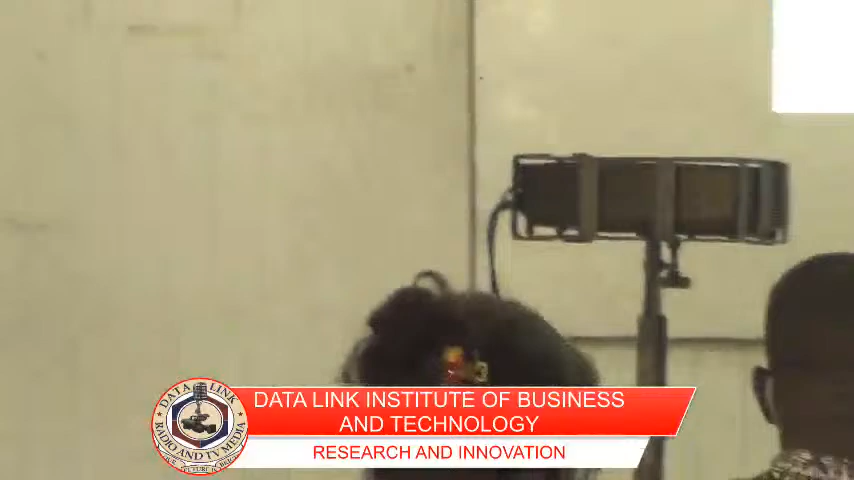 DATA LINK INSTITUTE OF BUSINESS
AND TECHNOLOGY
RESEARCH AND INNOVATION
DATA LINK
RADIO AND TV MEDIA